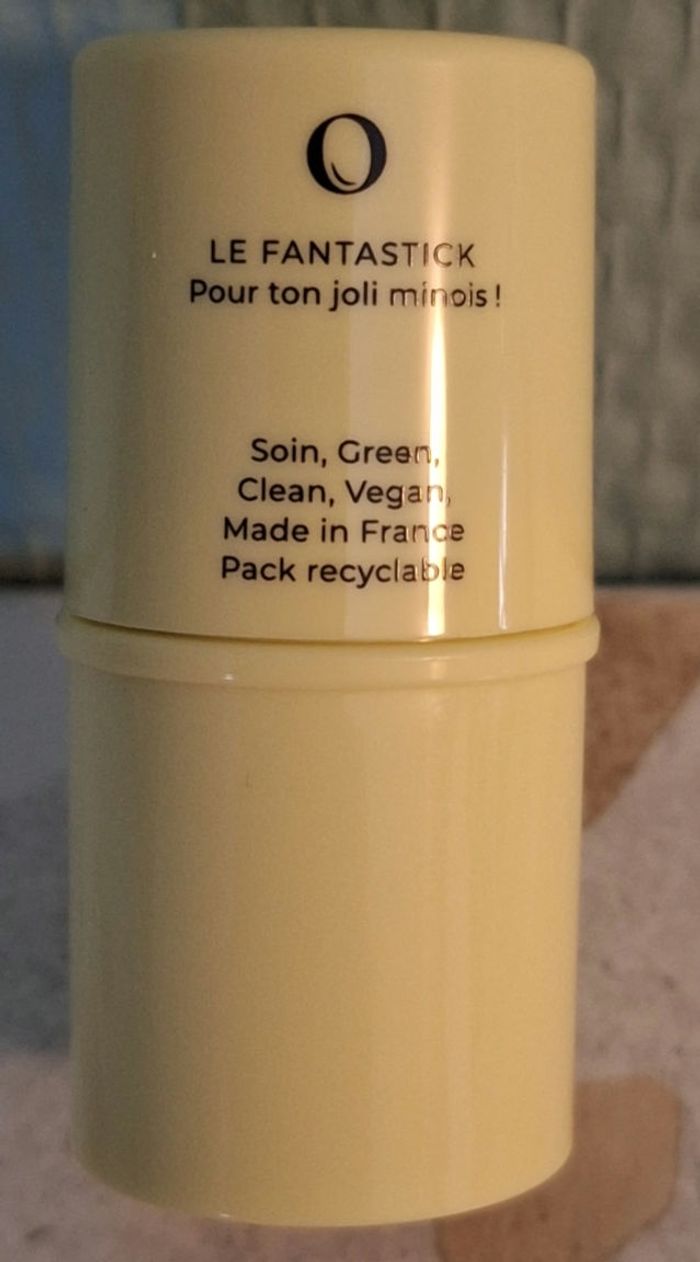 O
LE FANTASTICK
Pour ton joli minois !
Soin, Green,
Clean, Vegan,
Made in France
Pack recyclable